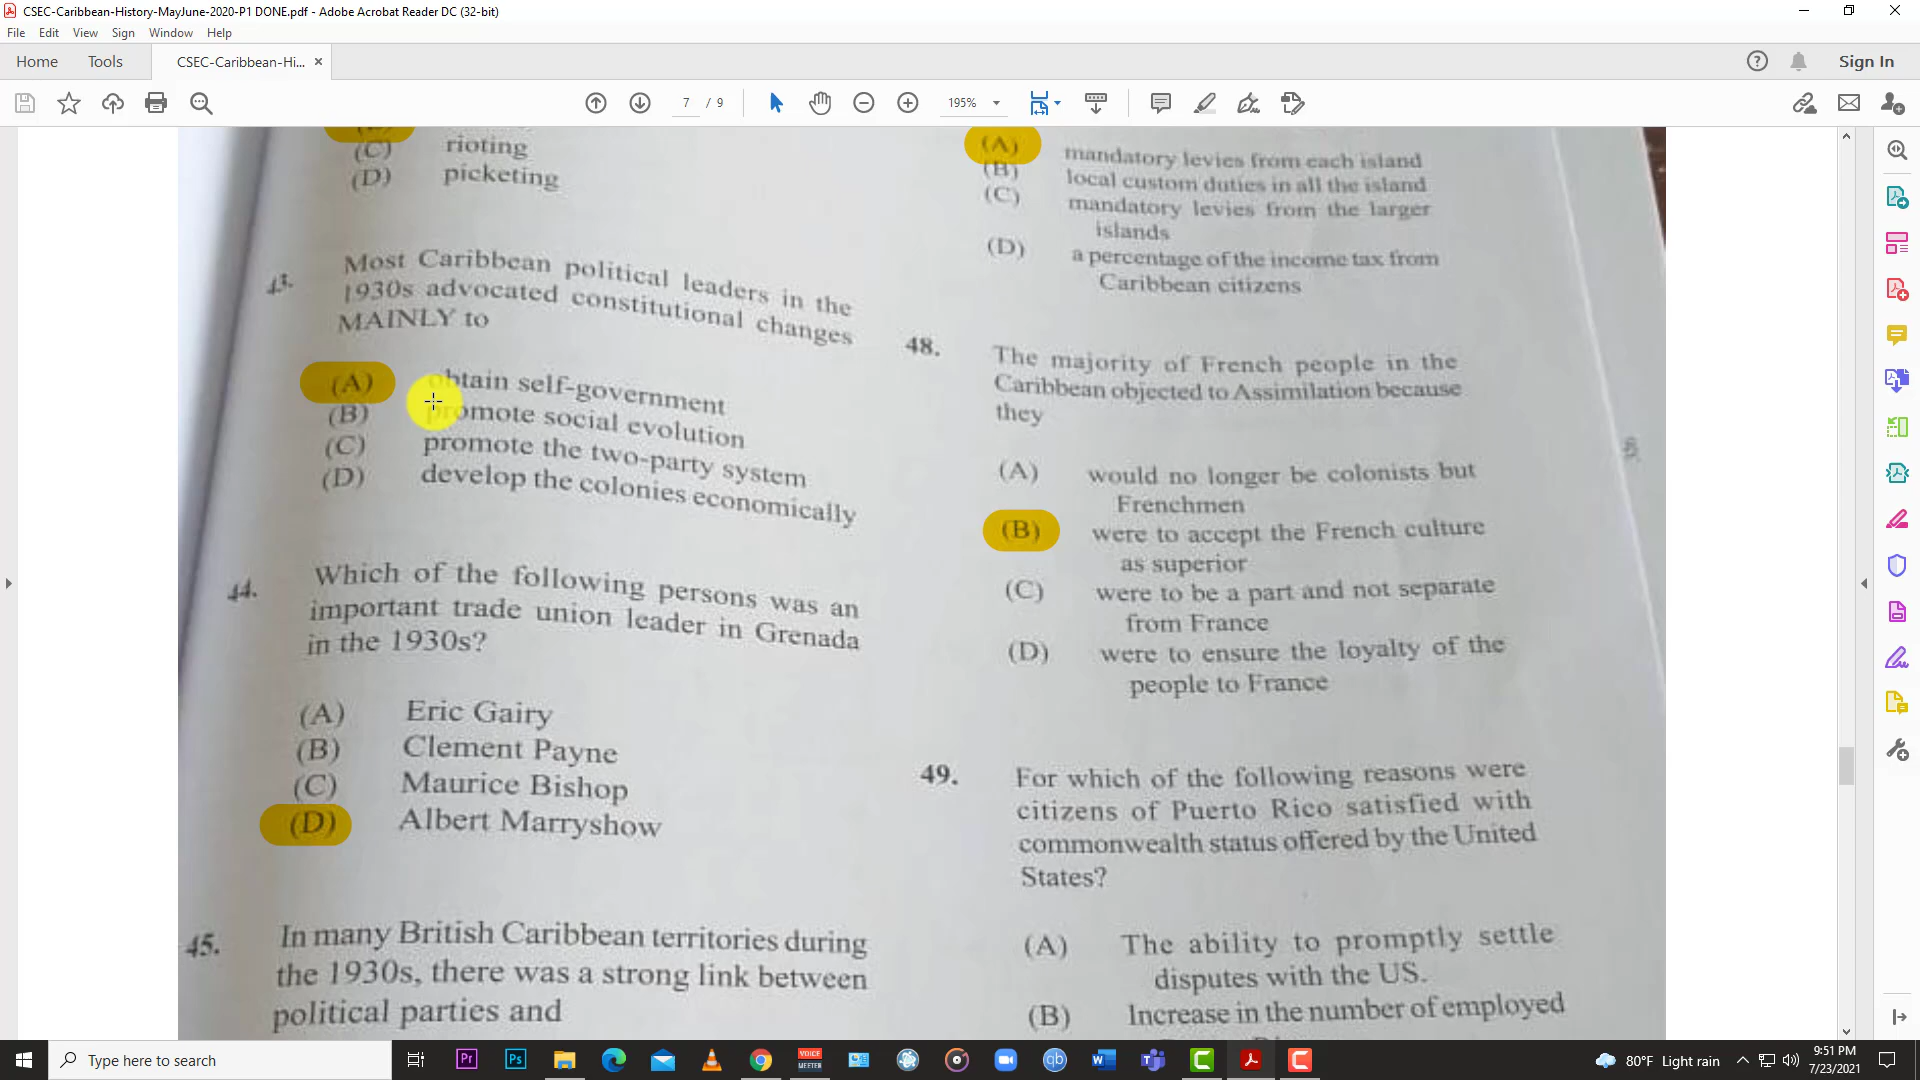 CSEC-Caribbean-History-MayJune-2020-P1 DONE.pdf - Adobe Acrobat Reader DC (32-bit)
File Edit View Sign Window Help
Home Tools CSEC-Caribbean-Hi... × Sign In
7 / 9 195%
(C) rioting
(D) picketing
43. Most Caribbean political leaders in the
1930s advocated constitutional changes
MAINLY to
(A) obtain self-government
(B) promote social evolution
(C) promote the two-party system
(D) develop the colonies economically
44. Which of the following persons was an
important trade union leader in Grenada
in the 1930s?
(A) Eric Gairy
(B) Clement Payne
(C) Maurice Bishop
(D) Albert Marryshow
45. In many British Caribbean territories during
the 1930s, there was a strong link between
political parties and
(A) mandatory levies from each island
(B) local custom duties in all the island
(C) mandatory levies from the larger
islands
(D) a percentage of the income tax from
Caribbean citizens
48. The majority of French people in the
Caribbean objected to Assimilation because
they
(A) would no longer be colonists but
Frenchmen
(B) were to accept the French culture
as superior
(C) were to be a part and not separate
from France
(D) were to ensure the loyalty of the
people to France
49. For which of the following reasons were
citizens of Puerto Rico satisfied with
commonwealth status offered by the United
States?
(A) The ability to promptly settle
disputes with the US.
(B) Increase in the number of employed
Type here to search
Pr
Ps
VOICE
MEETER
qb
80°F Light rain
9:51 PM
7/23/2021